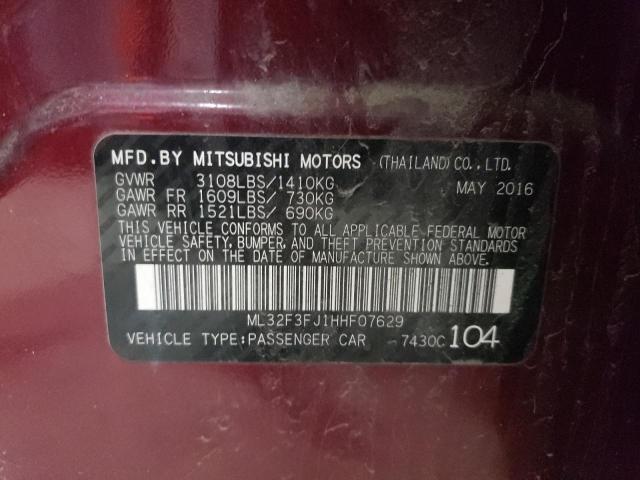 MFD.BY MITSUBISHI MOTORS (THAILAND) CO.,LTD.
GVWR 3108LBS/1410KG MAY 2016
GAWR FR 1609LBS/ 730KG
GAWR RR 1521LBS/ 690KG
THIS VEHICLE CONFORMS TO ALL APPLICABLE FEDERAL MOTOR
VEHICLE SAFETY, BUMPER, AND THEFT PREVENTION STANDARDS
IN EFFECT ON THE DATE OF MANUFACTURE SHOWN ABOVE.
ML32F3FJ1HHF07629
VEHICLE TYPE:PASSENGER CAR 7430C 104